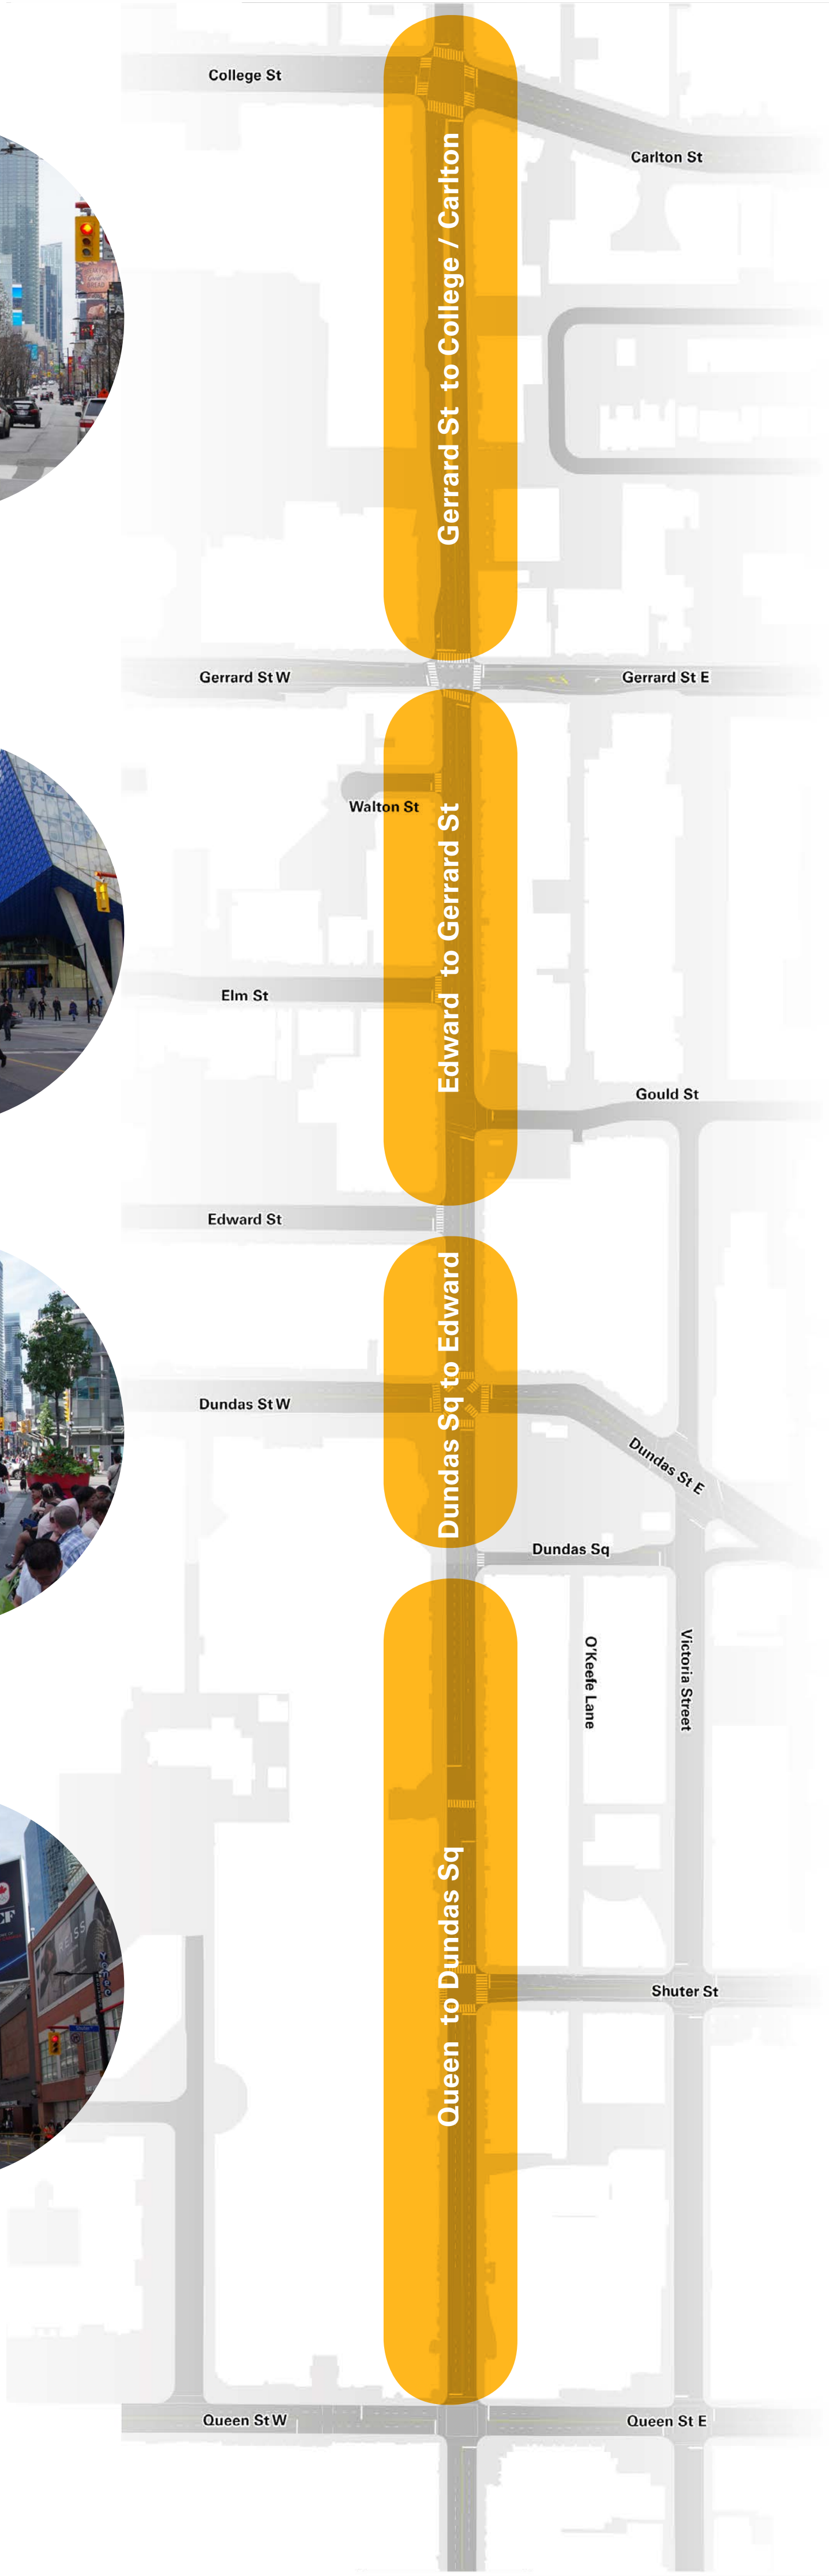 College St
Carlton St
Gerrard St to College / Carlton
Gerrard St W
Gerrard St E
Walton St
Edward to Gerrard St
Elm St
Gould St
Edward St
Dundas Sq to Edward
Dundas St W
Dundas St E
Dundas Sq
O'Keefe Lane
Victoria Street
REISS
Yonge
Queen to Dundas Sq
Shuter St
Queen St W
Queen St E